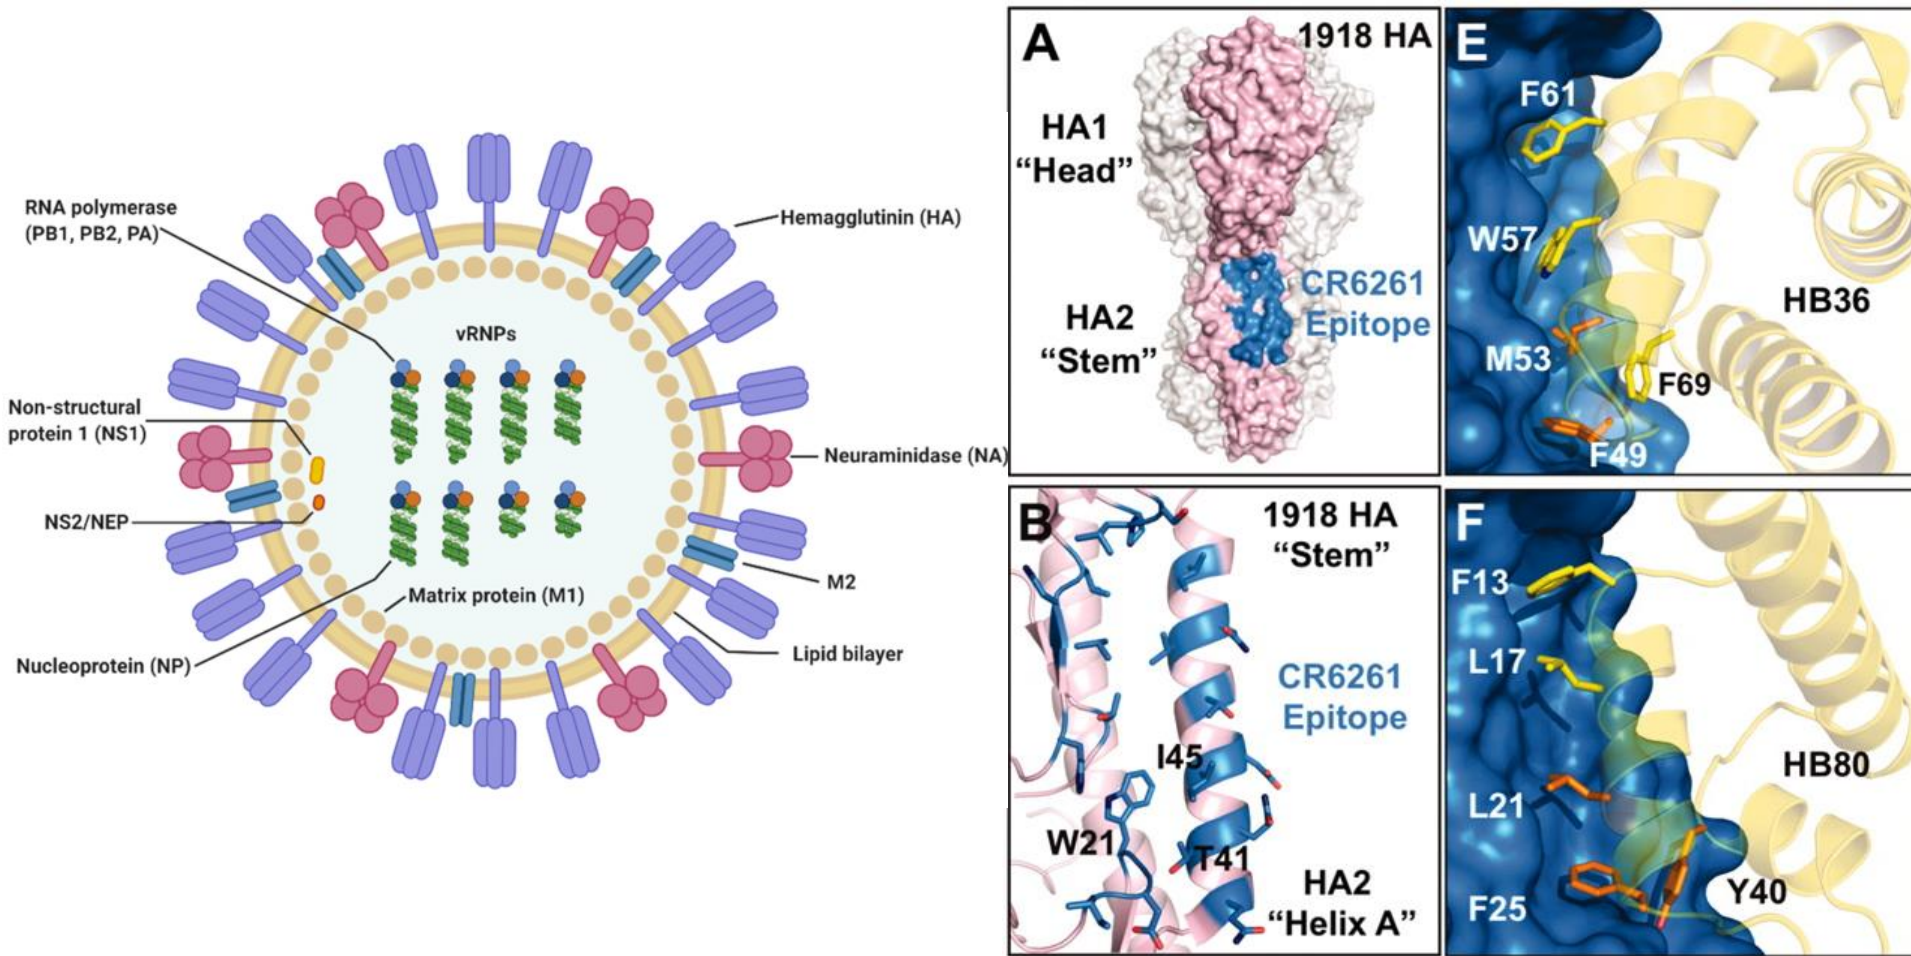 RNA polymerase
(PB1, PB2, PA)
Hemagglutinin (HA)
vRNPs
Non-structural
protein 1 (NS1)
Neuraminidase (NA)
NS2/NEP
M2
Matrix protein (M1)
Lipid bilayer
Nucleoprotein (NP)
A
1918 HA
HA1
“Head”
CR6261
Epitope
HA2
“Stem”
B
1918 HA
“Stem”
CR6261
Epitope
I45
W21
T41
HA2
“Helix A”
E
F61
W57
HB36
M53
F69
F49
F
F13
L17
HB80
L21
Y40
F25